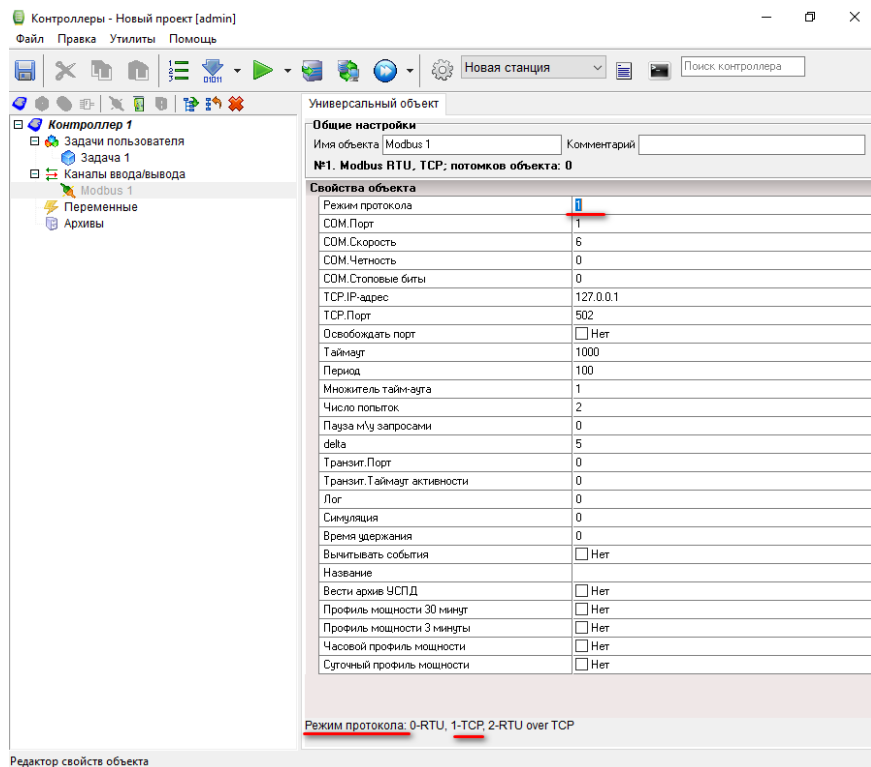 Контроллеры - Новый проект [admin]
Файл Правка Утилиты Помощь
1
2
3
01011
Новая станция
Поиск контроллера
Контроллер 1
Задачи пользователя
Задача 1
Каналы ввода/вывода
Modbus 1
Переменные
Архивы
Универсальный объект
Общие настройки
Имя объекта Modbus 1 Комментарий
№1. Modbus RTU, TCP; потомков объекта: 0
Свойства объекта
Режим протокола 1
COM.Порт 1
COM.Скорость 6
COM.Четность 0
COM.Стоповые биты 0
TCP.IP-адрес 127.0.0.1
TCP.Порт 502
Освобождать порт Нет
Таймаут 1000
Период 100
Множитель тайм-аута 1
Число попыток 2
Пауза м\у запросами 0
delta 5
Транзит.Порт 0
Транзит.Таймаут активности 0
Лог 0
Симуляция 0
Время удержания 0
Вычитывать события Нет
Название
Вести архив УСПД Нет
Профиль мощности 30 минут Нет
Профиль мощности 3 минуты Нет
Часовой профиль мощности Нет
Суточный профиль мощности Нет
Режим протокола: 0-RTU, 1-TCP, 2-RTU over TCP
Редактор свойств объекта